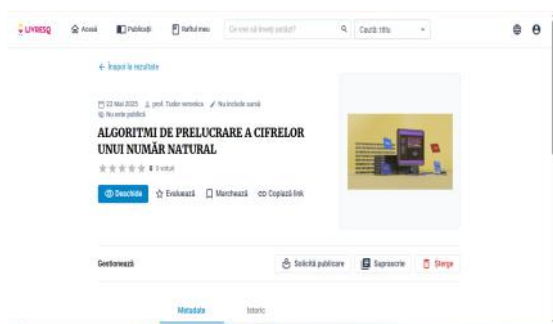 LIVRESQ
Acasă
Publicații
Raftul meu
Ce vrei să înveți astăzi?
Caută: titlu
← Înapoi la rezultate
22 Mai 2025 prof. Tudor veronica Nu include sursă
Nu este publică
ALGORITMI DE PRELUCRARE A CIFRELOR
UNUI NUMĂR NATURAL
0 voturi
Deschide
Evaluează
Marchează
Copiază link
Gestionează
Solicită publicare
Suprascrie
Șterge
Metadate
Istoric